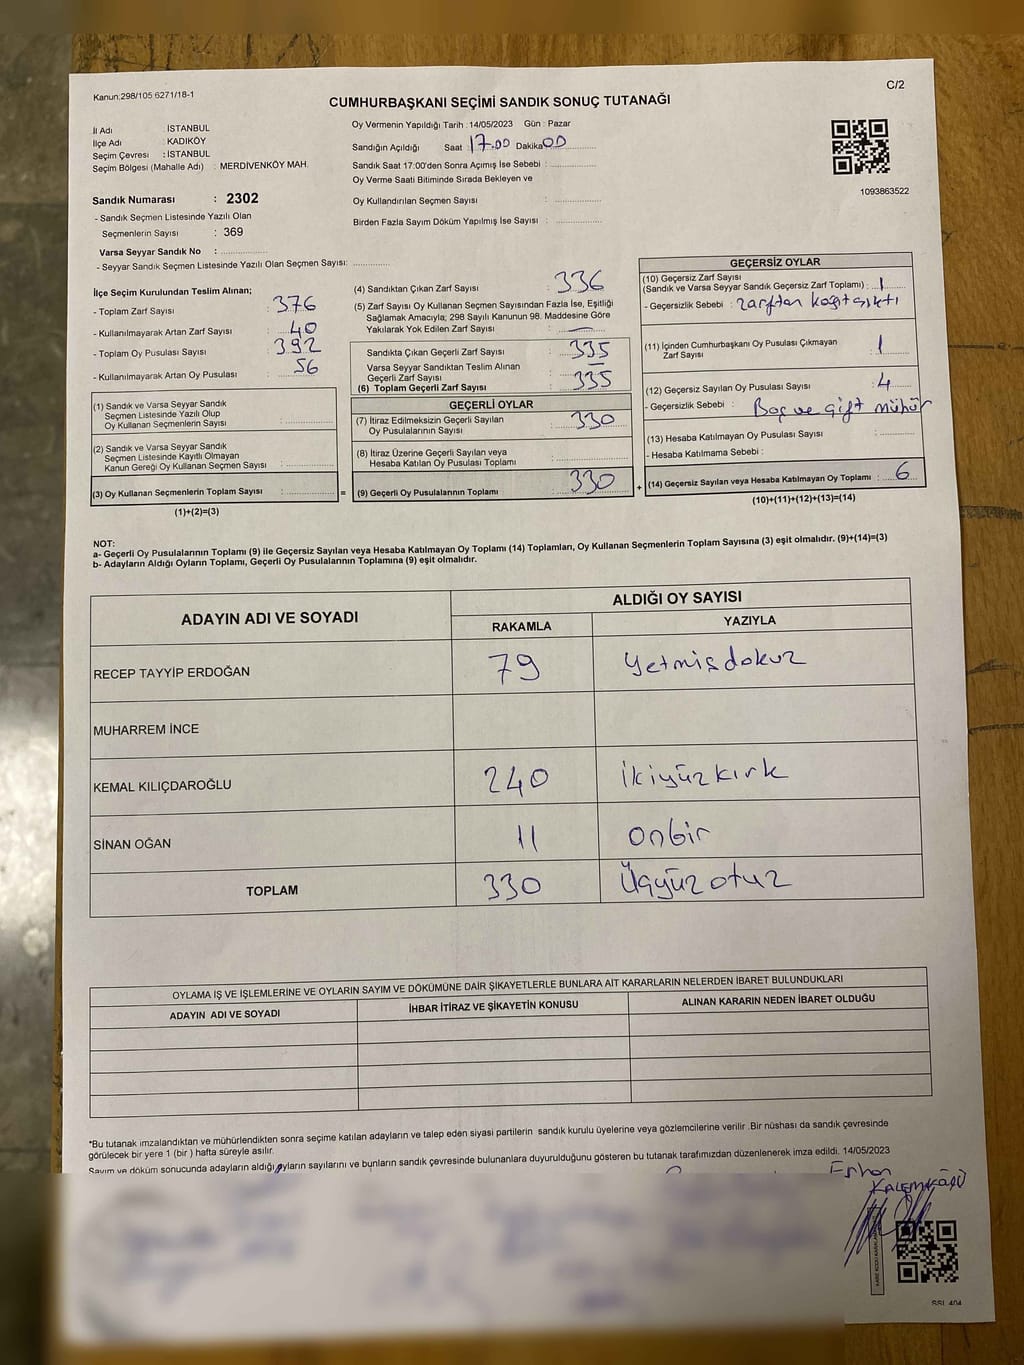 Kanun:298/105 6271/18-1
C/2
CUMHURBAŞKANI SEÇİMİ SANDIK SONUÇ TUTANAĞI
İl Adı : İSTANBUL
İlçe Adı : KADIKÖY
Seçim Çevresi : İSTANBUL
Seçim Bölgesi (Mahalle Adı) : MERDİVENKÖY MAH.
Sandık Numarası : 2302
- Sandık Seçmen Listesinde Yazılı Olan
Seçmenlerin Sayısı : 369
Varsa Seyyar Sandık No :
- Seyyar Sandık Seçmen Listesinde Yazılı Olan Seçmen Sayısı:
Oy Vermenin Yapıldığı Tarih : 14/05/2023 Gün : Pazar
Sandığın Açıldığı Saat 17.00 Dakika 00
Sandık Saat 17:00'den Sonra Açımış İse Sebebi :
Oy Verme Saati Bitiminde Sırada Bekleyen ve
Oy Kullandırılan Seçmen Sayısı :
Birden Fazla Sayım Döküm Yapılmış İse Sayısı :
1093863522
İlçe Seçim Kurulundan Teslim Alınan;
- Toplam Zarf Sayısı : 376
- Kullanılmayarak Artan Zarf Sayısı : 40
- Toplam Oy Pusulası Sayısı : 392
- Kullanılmayarak Artan Oy Pusulası : 56
(1) Sandık ve Varsa Seyyar Sandık
Seçmen Listesinde Yazılı Olup
Oy Kullanan Seçmenlerin Sayısı :
(2) Sandık ve Varsa Seyyar Sandık
Seçmen Listesinde Kayıtlı Olmayan
Kanun Gereği Oy Kullanan Seçmen Sayısı :
(3) Oy Kullanan Seçmenlerin Toplam Sayısı :
(1)+(2)=(3)
(4) Sandıktan Çıkan Zarf Sayısı : 336
(5) Zarf Sayısı Oy Kullanan Seçmen Sayısından Fazla İse, Eşitliği
Sağlamak Amacıyla; 298 Sayılı Kanunun 98. Maddesine Göre
Yakılarak Yok Edilen Zarf Sayısı : —
Sandıkta Çıkan Geçerli Zarf Sayısı : 335
Varsa Seyyar Sandıktan Teslim Alınan
Geçerli Zarf Sayısı : —
(6) Toplam Geçerli Zarf Sayısı : 335
GEÇERLİ OYLAR
(7) İtiraz Edilmeksizin Geçerli Sayılan
Oy Pusulalarının Sayısı : 330
(8) İtiraz Üzerine Geçerli Sayılan veya
Hesaba Katılan Oy Pusulası Toplamı :
= (9) Geçerli Oy Pusulalarının Toplamı : 330
GEÇERSİZ OYLAR
(10) Geçersiz Zarf Sayısı
(Sandık ve Varsa Seyyar Sandık Geçersiz Zarf Toplamı) : 1
- Geçersizlik Sebebi : zarftan kağıt çıktı
(11) İçinden Cumhurbaşkanı Oy Pusulası Çıkmayan
Zarf Sayısı : 1
(12) Geçersiz Sayılan Oy Pusulası Sayısı : 4
- Geçersizlik Sebebi : Boş ve çift mühür
(13) Hesaba Katılmayan Oy Pusulası Sayısı :
- Hesaba Katılmama Sebebi :
+ (14) Geçersiz Sayılan veya Hesaba Katılmayan Oy Toplamı : 6
(10)+(11)+(12)+(13)=(14)
NOT:
a- Geçerli Oy Pusulalarının Toplamı (9) ile Geçersiz Sayılan veya Hesaba Katılmayan Oy Toplamı (14) Toplamları, Oy Kullanan Seçmenlerin Toplam Sayısına (3) eşit olmalıdır. (9)+(14)=(3)
b- Adayların Aldığı Oyların Toplamı, Geçerli Oy Pusulalarının Toplamına (9) eşit olmalıdır.
ADAYIN ADI VE SOYADI
ALDIĞI OY SAYISI
RAKAMLA YAZIYLA
RECEP TAYYİP ERDOĞAN 79 Yetmişdokuz
MUHARREM İNCE
KEMAL KILIÇDAROĞLU 240 İkiyüzkırk
SİNAN OĞAN 11 Onbir
TOPLAM 330 Üçyüzotuz
OYLAMA İŞ VE İŞLEMLERİNE VE OYLARIN SAYIM VE DÖKÜMÜNE DAİR ŞİKAYETLERLE BUNLARA AİT KARARLARIN NELERDEN İBARET BULUNDUKLARI
ADAYIN ADI VE SOYADI İHBAR İTİRAZ VE ŞİKAYETİN KONUSU ALINAN KARARIN NEDEN İBARET OLDUĞU
*Bu tutanak imzalandıktan ve mühürlendikten sonra seçime katılan adayların ve talep eden siyasi partilerin sandık kurulu üyelerine veya gözlemcilerine verilir .Bir nüshası da sandık çevresinde
görülecek bir yere 1 (bir ) hafta süreyle asılır.
Sayım ve döküm sonucunda adayların aldığı oyların sayılarını ve bunların sandık çevresinde bulunanlara duyurulduğunu gösteren bu tutanak tarafımızdan düzenlenerek imza edildi. 14/05/2023
Erhan
SSI_404